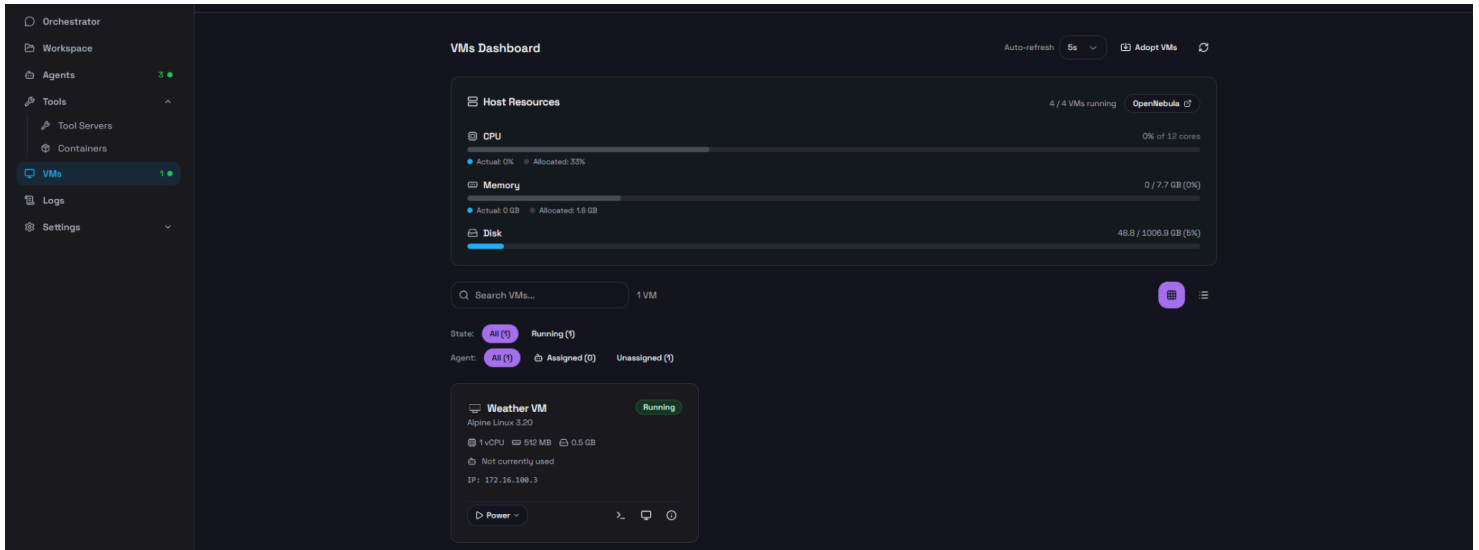 Orchestrator
Workspace
Agents 3
Tools
Tool Servers
Containers
VMs 1
Logs
Settings
VMs Dashboard
Auto-refresh 5s Adopt VMs
Host Resources
4 / 4 VMs running OpenNebula
CPU 0% of 12 cores
Actual: 0% Allocated: 33%
Memory 0 / 7.7 GB (0%)
Actual: 0 GB Allocated: 1.6 GB
Disk 48.8 / 1006.9 GB (5%)
Search VMs... 1 VM
State: All (1) Running (1)
Agent: All (1) Assigned (0) Unassigned (1)
Weather VM Running
Alpine Linux 3.20
1 vCPU 512 MB 0.5 GB
Not currently used
IP: 172.16.100.3
Power